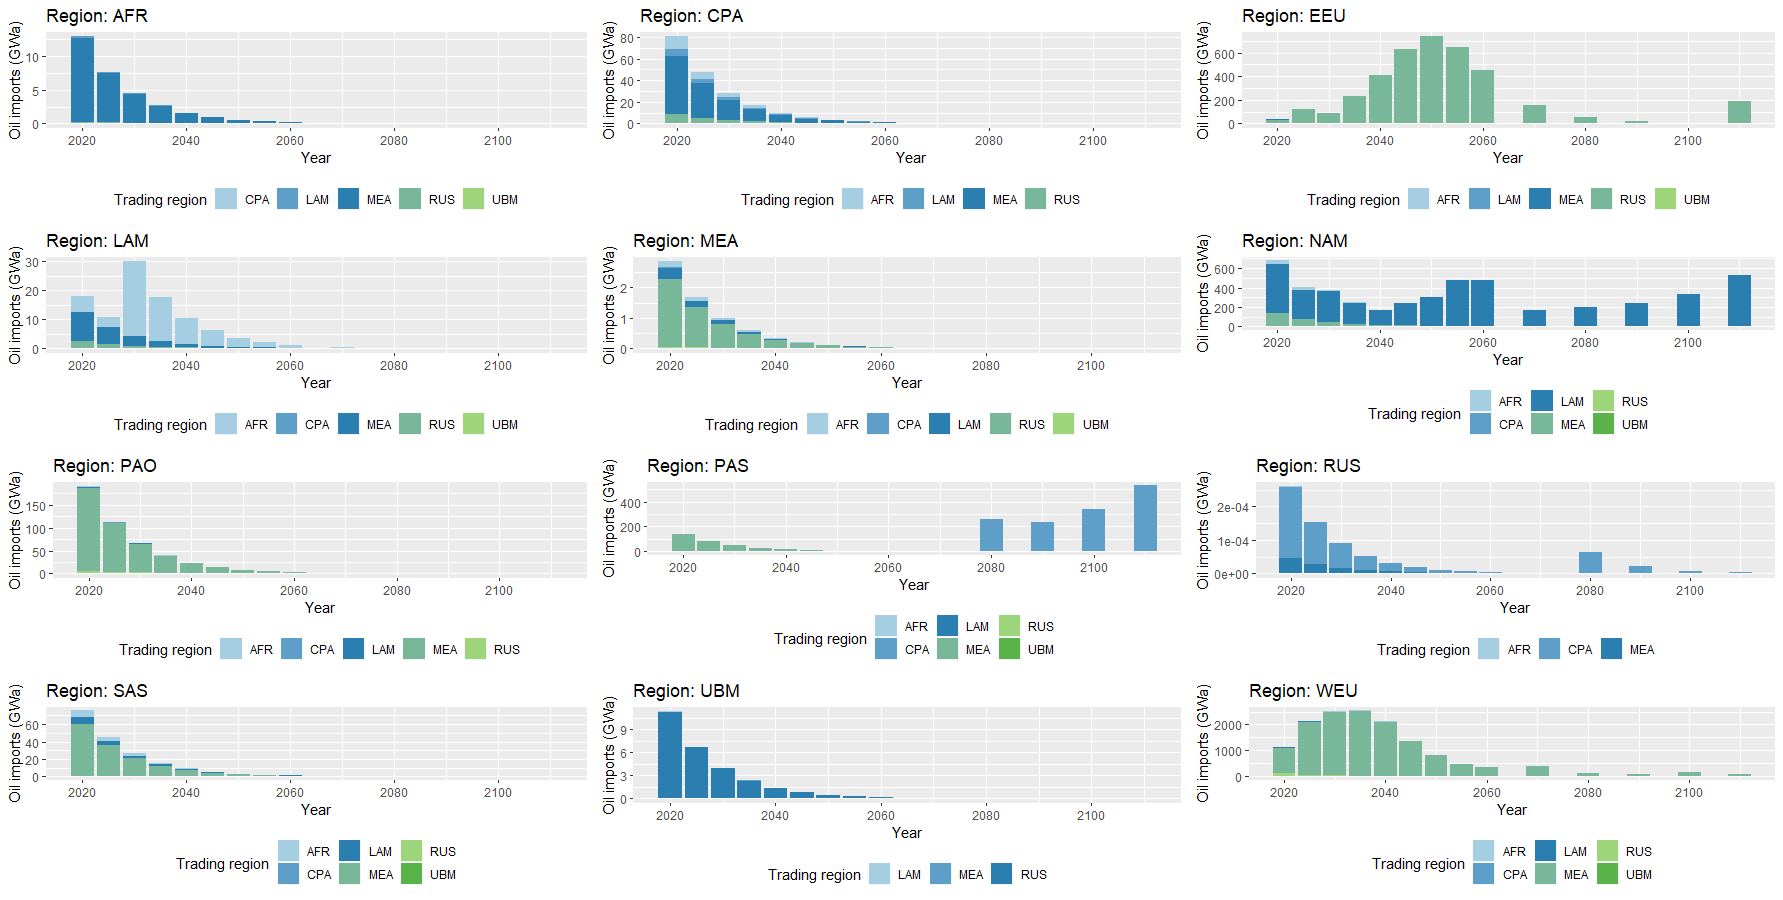 Region: AFR
Oil imports (GWa)
10
5
0
2020 2040 2060 2080 2100
Year
Trading region CPA LAM MEA RUS UBM
Region: CPA
Oil imports (GWa)
80
60
40
20
0
2020 2040 2060 2080 2100
Year
Trading region AFR LAM MEA RUS
Region: EEU
Oil imports (GWa)
600
400
200
0
2020 2040 2060 2080 2100
Year
Trading region AFR LAM MEA RUS UBM
Region: LAM
Oil imports (GWa)
30
20
10
0
2020 2040 2060 2080 2100
Year
Trading region AFR CPA MEA RUS UBM
Region: MEA
Oil imports (GWa)
2
1
0
2020 2040 2060 2080 2100
Year
Trading region AFR CPA LAM RUS UBM
Region: NAM
Oil imports (GWa)
600
400
200
0
2020 2040 2060 2080 2100
Year
Trading region
AFR LAM RUS
CPA MEA UBM
Region: PAO
Oil imports (GWa)
150
100
50
0
2020 2040 2060 2080 2100
Year
Trading region AFR CPA LAM MEA RUS
Region: PAS
Oil imports (GWa)
400
200
0
2020 2040 2060 2080 2100
Year
Trading region
AFR LAM RUS
CPA MEA UBM
Region: RUS
Oil imports (GWa)
2e-04
1e-04
0e+00
2020 2040 2060 2080 2100
Year
Trading region AFR CPA MEA
Region: SAS
Oil imports (GWa)
60
40
20
0
2020 2040 2060 2080 2100
Year
Trading region
AFR LAM RUS
CPA MEA UBM
Region: UBM
Oil imports (GWa)
9
6
3
0
2020 2040 2060 2080 2100
Year
Trading region LAM MEA RUS
Region: WEU
Oil imports (GWa)
2000
1000
0
2020 2040 2060 2080 2100
Year
Trading region
AFR LAM RUS
CPA MEA UBM